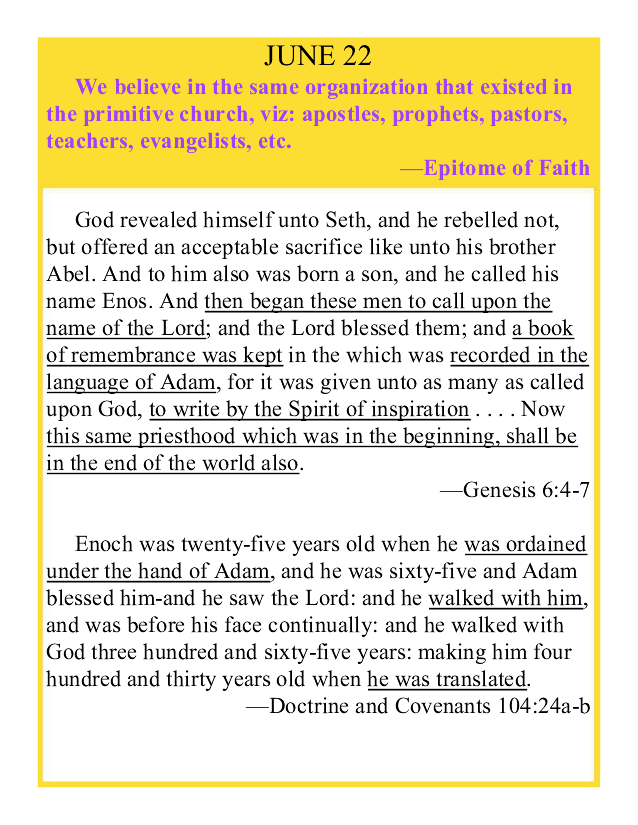 JUNE 22
We believe in the same organization that existed in
the primitive church, viz: apostles, prophets, pastors,
teachers, evangelists, etc.
—Epitome of Faith
God revealed himself unto Seth, and he rebelled not,
but offered an acceptable sacrifice like unto his brother
Abel. And to him also was born a son, and he called his
name Enos. And then began these men to call upon the
name of the Lord; and the Lord blessed them; and a book
of remembrance was kept in the which was recorded in the
language of Adam, for it was given unto as many as called
upon God, to write by the Spirit of inspiration . . . . Now
this same priesthood which was in the beginning, shall be
in the end of the world also.
—Genesis 6:4-7
Enoch was twenty-five years old when he was ordained
under the hand of Adam, and he was sixty-five and Adam
blessed him-and he saw the Lord: and he walked with him,
and was before his face continually: and he walked with
God three hundred and sixty-five years: making him four
hundred and thirty years old when he was translated.
—Doctrine and Covenants 104:24a-b